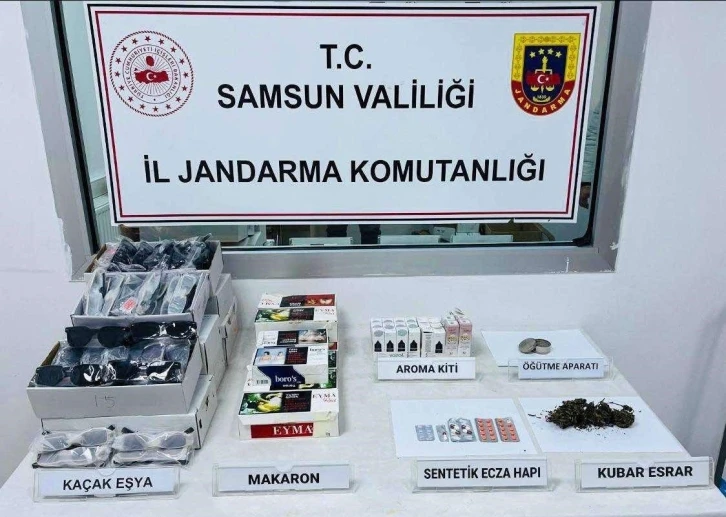 T.C.
SAMSUN VALİLİĞİ
İL JANDARMA KOMUTANLIĞI
JANDARMA
boro's
EYMA
AROMA KİTİ
ÖĞÜTME APARATI
KAÇAK EŞYA
MAKARON
SENTETİK ECZA HAPI
KUBAR ESRAR